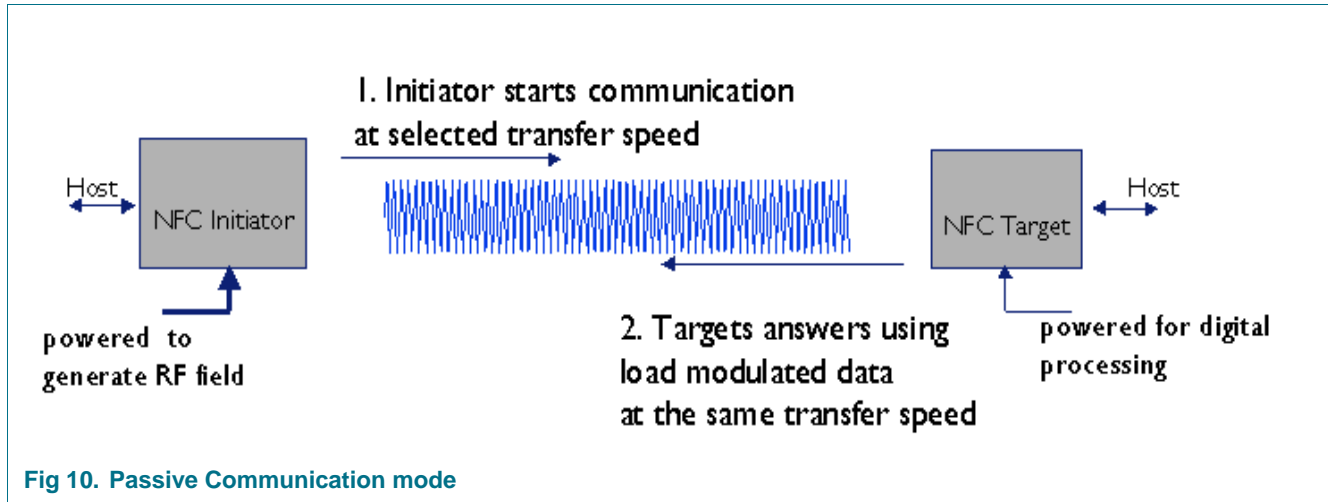 1. Initiator starts communication
at selected transfer speed
Host
NFC Initiator
Host
NFC Target
powered to
generate RF field
2. Targets answers using
load modulated data
at the same transfer speed
powered for digital
processing
Fig 10. Passive Communication mode